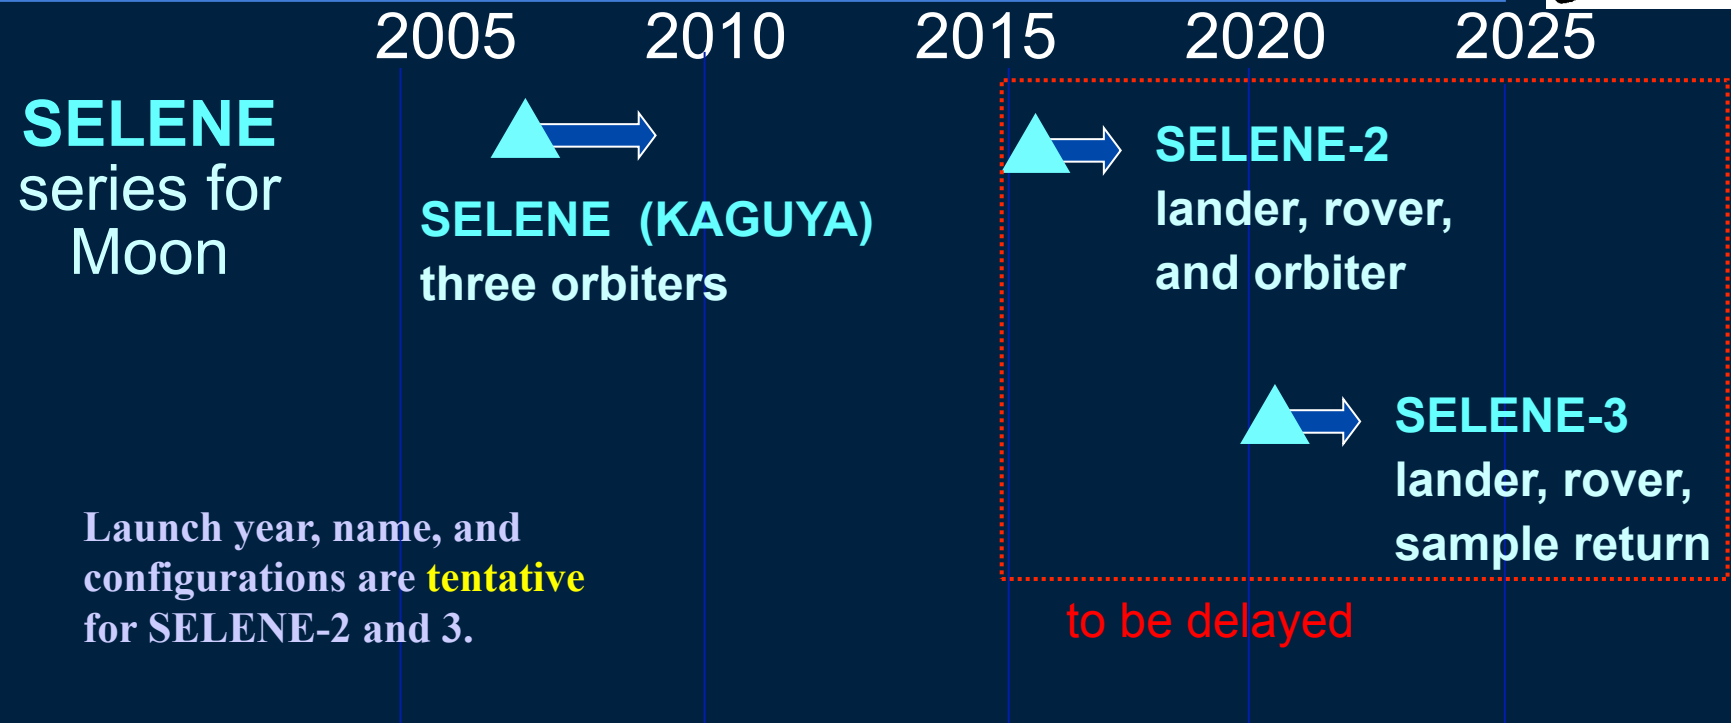 2005 2010 2015 2020 2025
SELENE
series for
Moon
SELENE (KAGUYA)
three orbiters
SELENE-2
lander, rover,
and orbiter
SELENE-3
lander, rover,
sample return
to be delayed
Launch year, name, and
configurations are tentative
for SELENE-2 and 3.